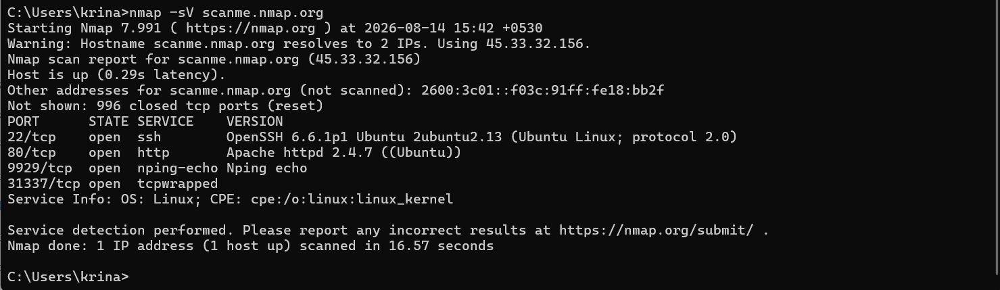 C:\Users\krina>nmap -sV scanme.nmap.org
Starting Nmap 7.991 ( https://nmap.org ) at 2026-08-14 15:42 +0530
Warning: Hostname scanme.nmap.org resolves to 2 IPs. Using 45.33.32.156.
Nmap scan report for scanme.nmap.org (45.33.32.156)
Host is up (0.29s latency).
Other addresses for scanme.nmap.org (not scanned): 2600:3c01::f03c:91ff:fe18:bb2f
Not shown: 996 closed tcp ports (reset)
PORT      STATE SERVICE    VERSION
22/tcp    open  ssh        OpenSSH 6.6.1p1 Ubuntu 2ubuntu2.13 (Ubuntu Linux; protocol 2.0)
80/tcp    open  http       Apache httpd 2.4.7 ((Ubuntu))
9929/tcp  open  nping-echo Nping echo
31337/tcp open  tcpwrapped
Service Info: OS: Linux; CPE: cpe:/o:linux:linux_kernel

Service detection performed. Please report any incorrect results at https://nmap.org/submit/ .
Nmap done: 1 IP address (1 host up) scanned in 16.57 seconds

C:\Users\krina>